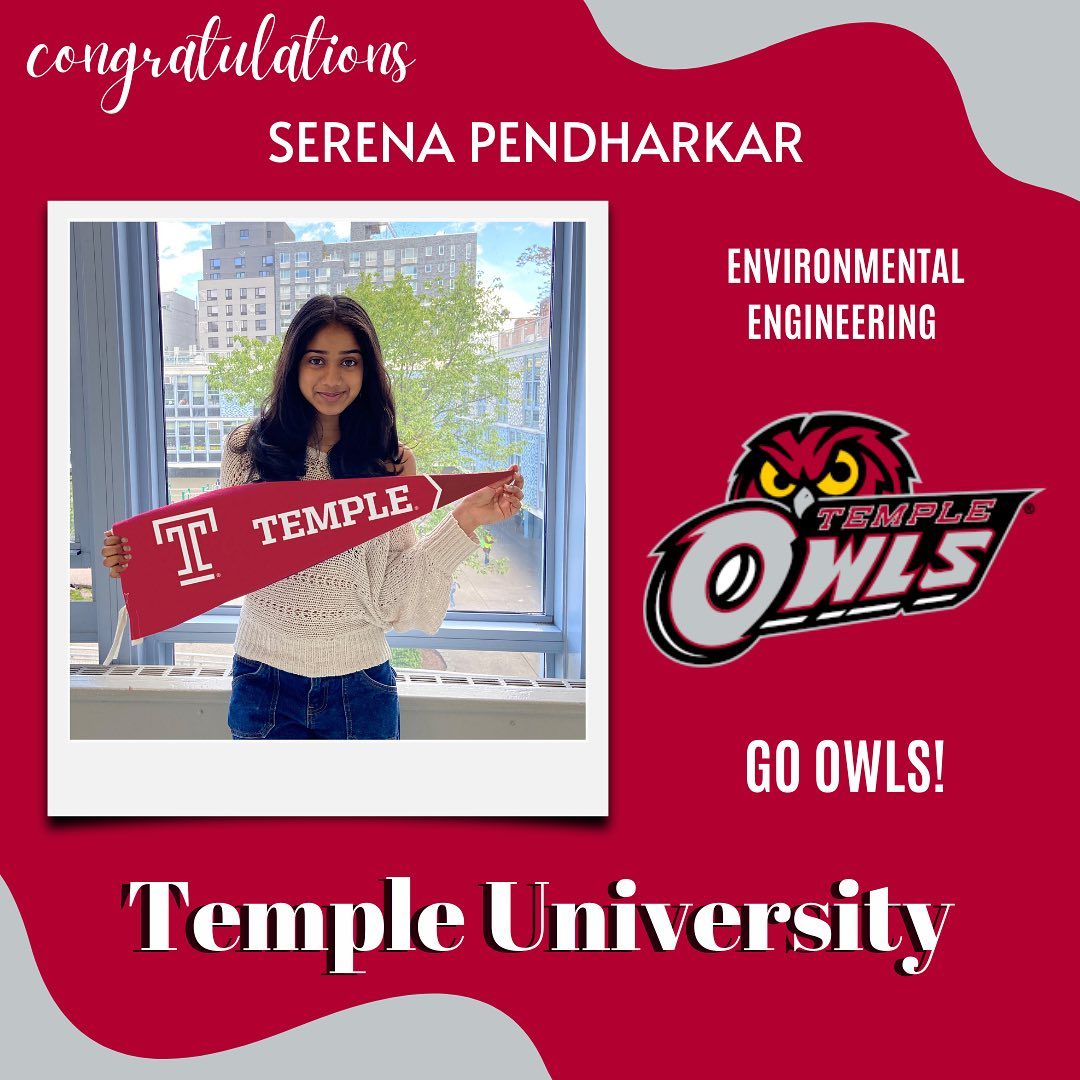 congratulations
SERENA PENDHARKAR
ENVIRONMENTAL
ENGINEERING
T
TEMPLE
TEMPLE
OWLS
GO OWLS!
Temple University